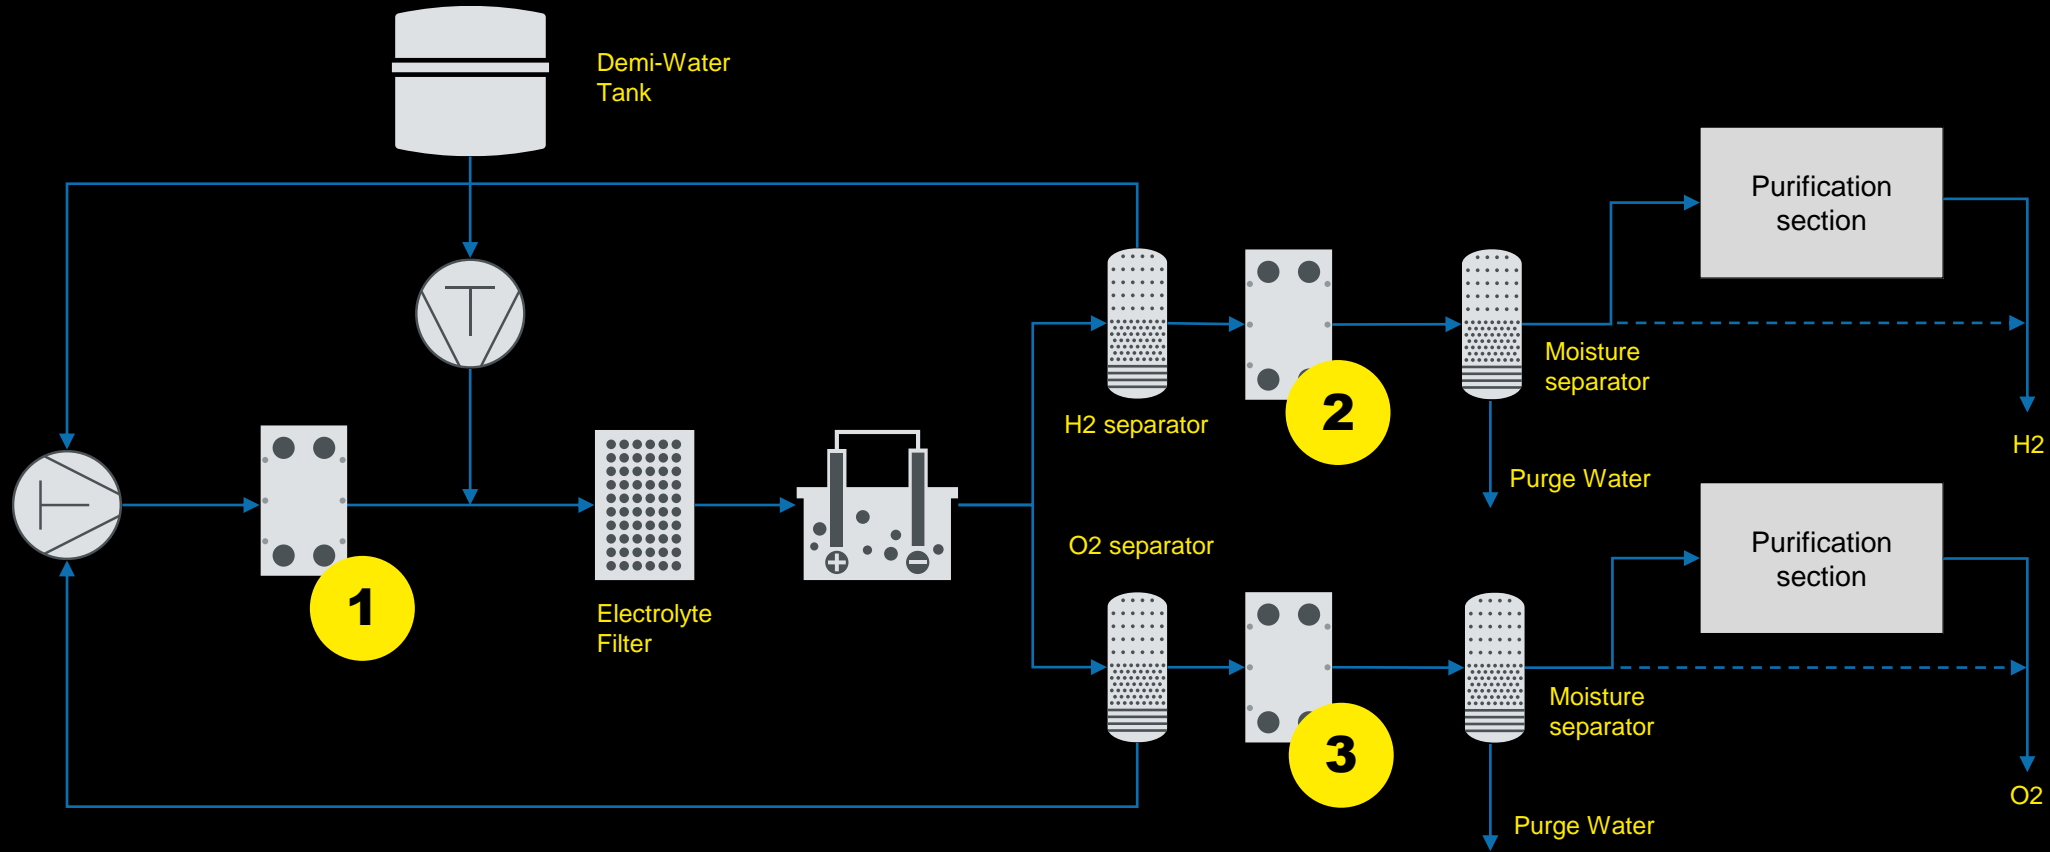 Demi-Water
Tank
Purification
section
Moisture
separator
2
H2 separator
H2
Purge Water
Purification
section
O2 separator
1
Electrolyte
Filter
Moisture
separator
3
O2
Purge Water